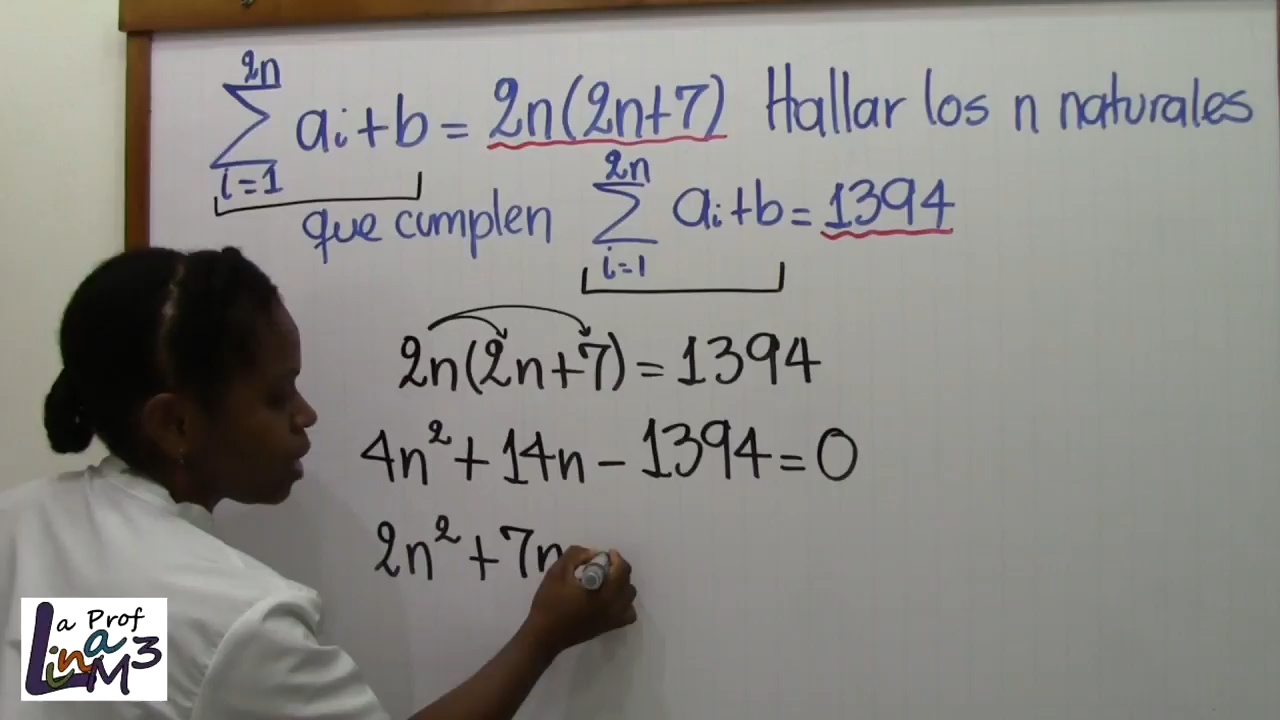 2n
∑ ai+b = 2n(2n+7) Hallar los n naturales
i=1
2n
que cumplen ∑ ai+b = 1394
i=1
2n(2n+7) = 1394
4n² + 14n - 1394 = 0
2n² + 7n
La Prof
Lina M3